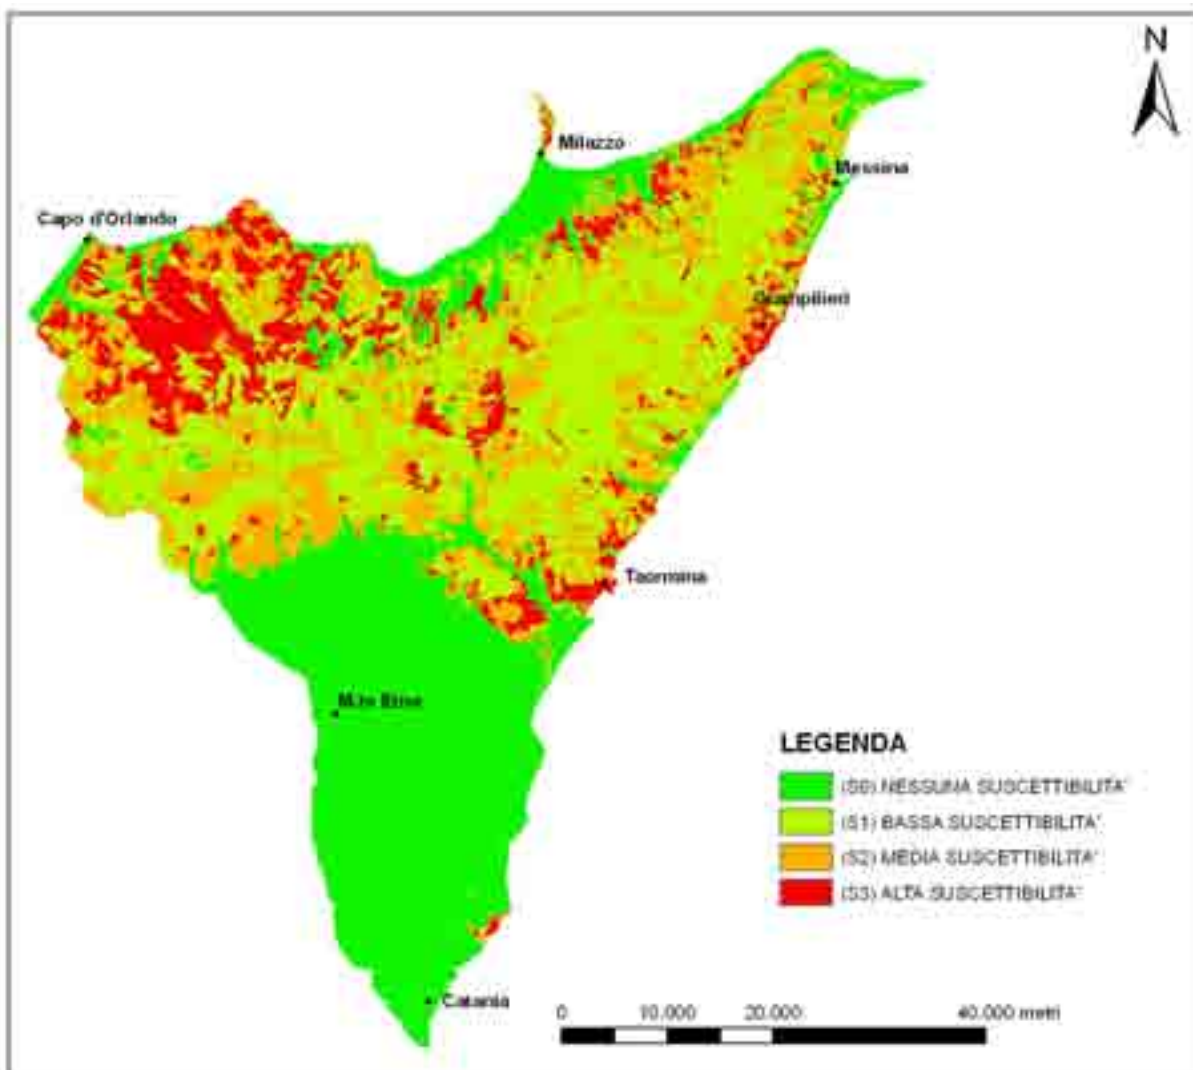 N
Milazzo
Messina
Capo d'Orlando
Giampilieri
Taormina
M.te Etna
LEGENDA
(S0) NESSUNA SUSCETTIBILITA'
(S1) BASSA SUSCETTIBILITA'
(S2) MEDIA SUSCETTIBILITA'
(S3) ALTA SUSCETTIBILITA'
Catania
0 10.000 20.000 40.000 metri